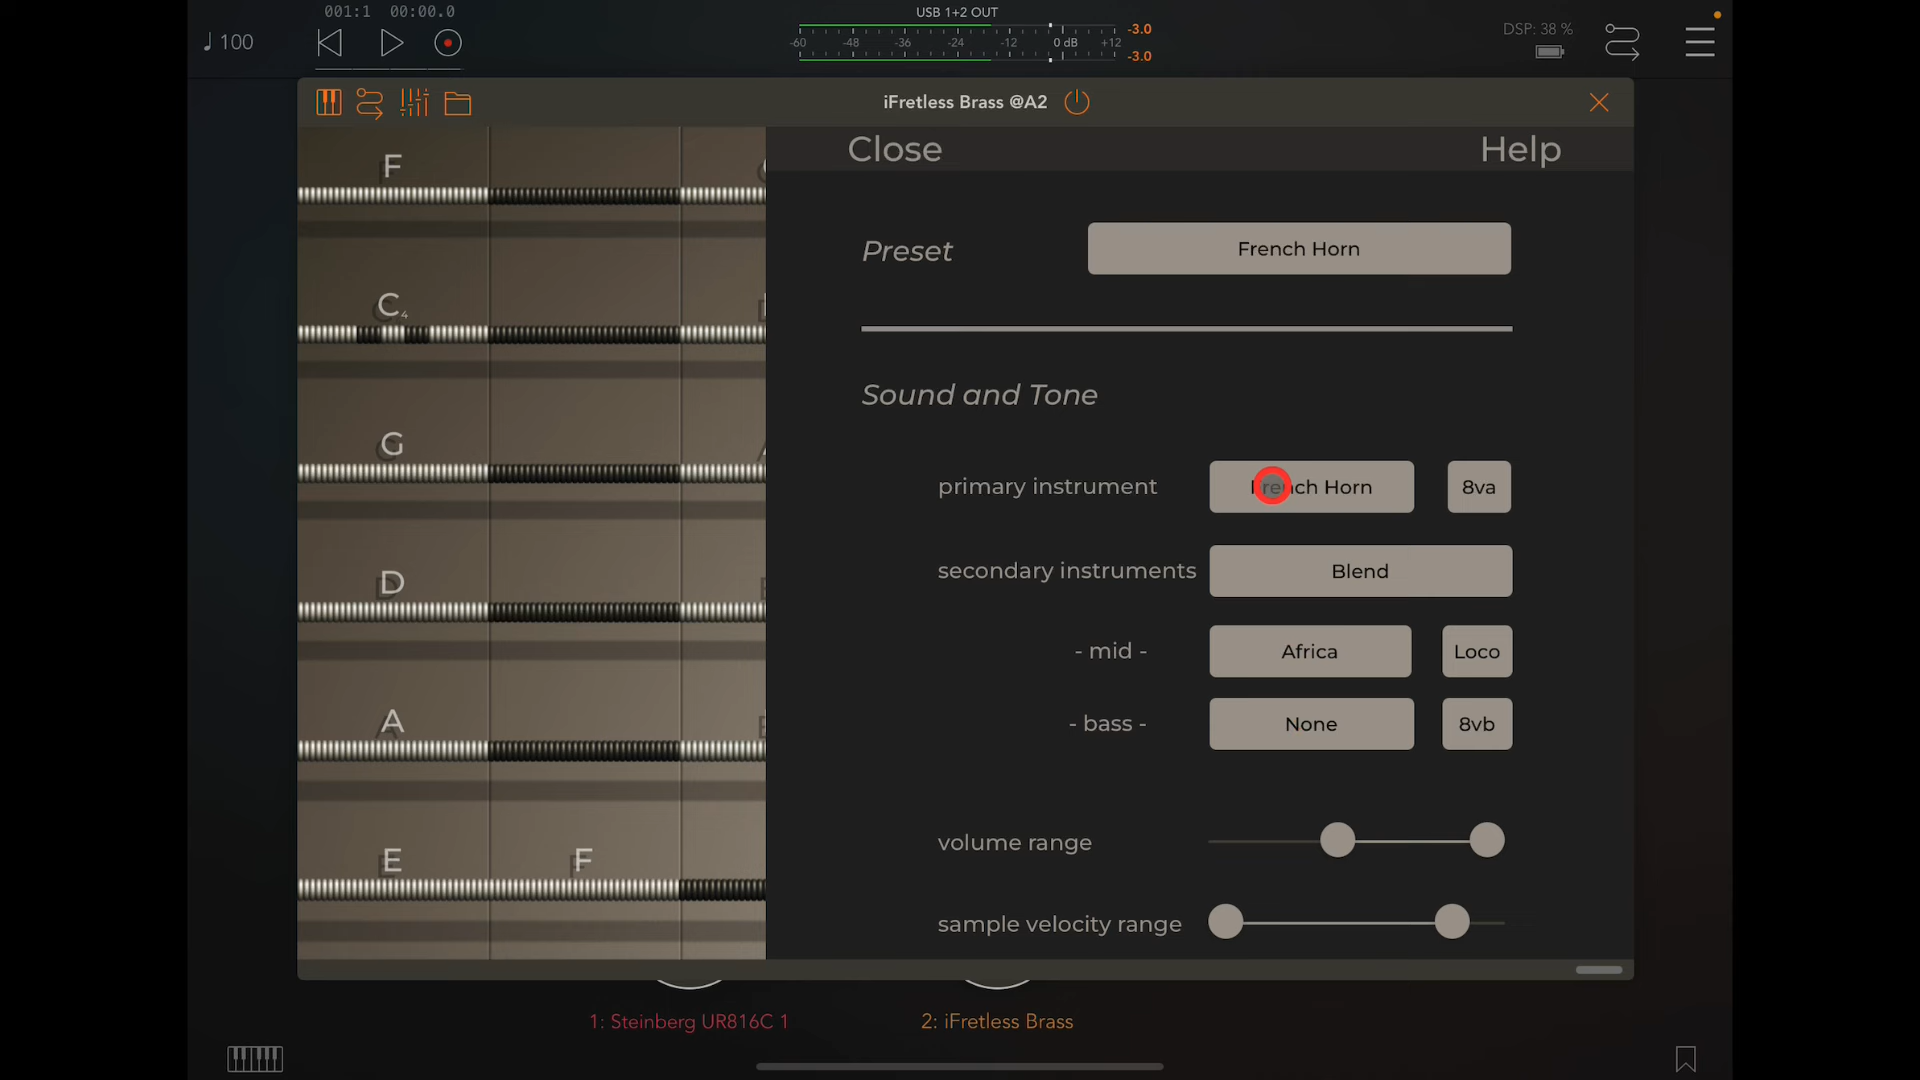 001:1 00:00.0
USB 1+2 OUT
♩ 100
-60 -48 -36 -24 -12 0 dB +12
-3.0
-3.0
DSP: 38 %
iFretless Brass @A2
Close
Help
F
C4
G
D
A
E
F
Preset
French Horn
Sound and Tone
primary instrument
French Horn
8va
secondary instruments
Blend
- mid -
Africa
Loco
- bass -
None
8vb
volume range
sample velocity range
1: Steinberg UR816C 1
2: iFretless Brass